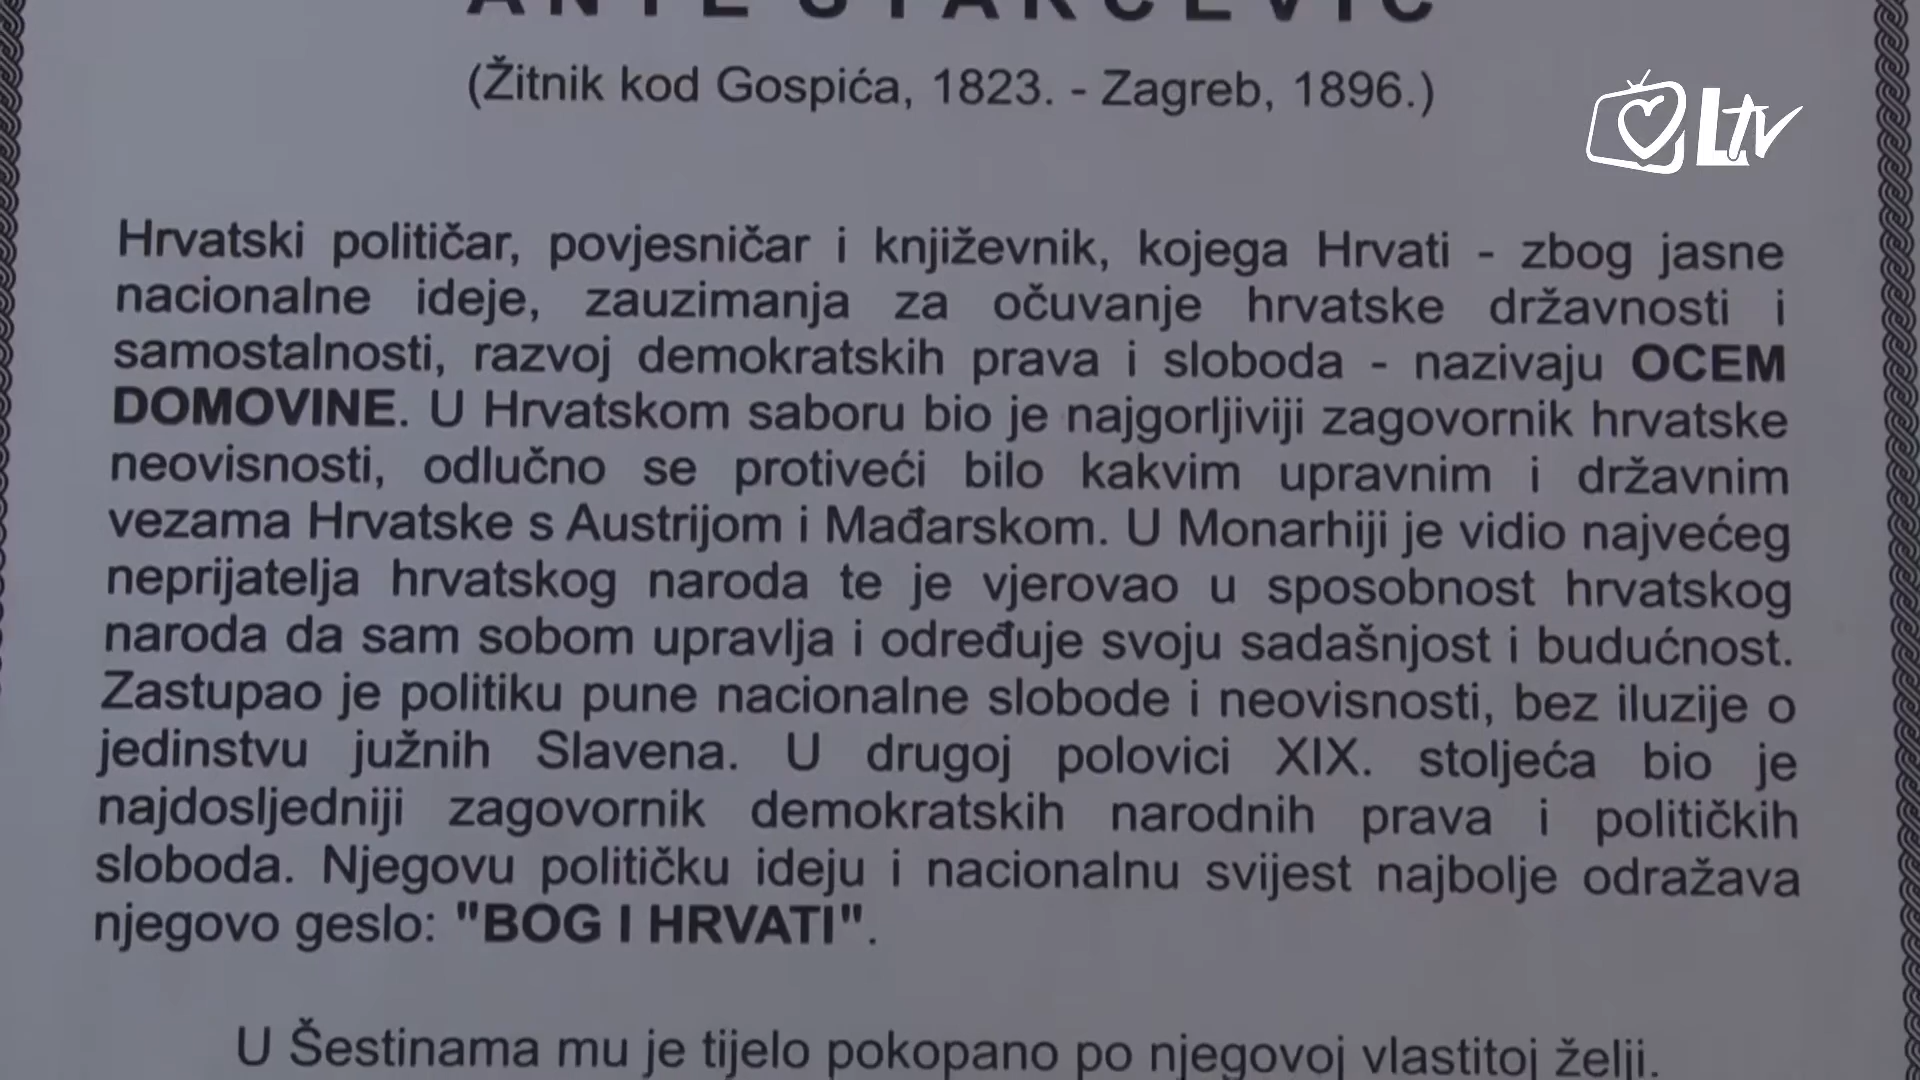 ANTE STARČEVIĆ
(Žitnik kod Gospića, 1823. - Zagreb, 1896.)
LTV
Hrvatski političar, povjesničar i književnik, kojega Hrvati - zbog jasne
nacionalne ideje, zauzimanja za očuvanje hrvatske državnosti i
samostalnosti, razvoj demokratskih prava i sloboda - nazivaju OCEM
DOMOVINE. U Hrvatskom saboru bio je najgorljiviji zagovornik hrvatske
neovisnosti, odlučno se protiveći bilo kakvim upravnim i državnim
vezama Hrvatske s Austrijom i Mađarskom. U Monarhiji je vidio najvećeg
neprijatelja hrvatskog naroda te je vjerovao u sposobnost hrvatskog
naroda da sam sobom upravlja i određuje svoju sadašnjost i budućnost.
Zastupao je politiku pune nacionalne slobode i neovisnosti, bez iluzije o
jedinstvu južnih Slavena. U drugoj polovici XIX. stoljeća bio je
najdosljedniji zagovornik demokratskih narodnih prava i političkih
sloboda. Njegovu političku ideju i nacionalnu svijest najbolje odražava
njegovo geslo: "BOG I HRVATI".
U Šestinama mu je tijelo pokopano po njegovoj vlastitoj želji.